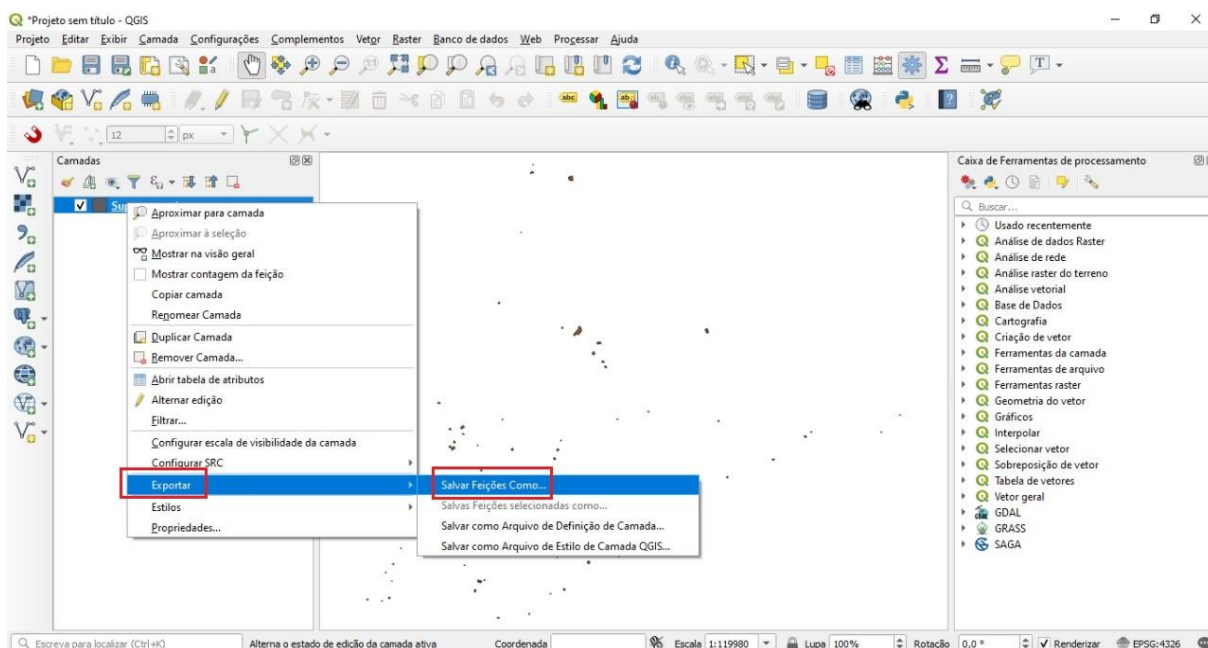 *Projeto sem título - QGIS
Projeto Editar Exibir Camada Configurações Complementos Vetor Raster Banco de dados Web Processar Ajuda
12 px
Camadas
Aproximar para camada
Aproximar à seleção
Mostrar na visão geral
Mostrar contagem da feição
Copiar camada
Renomear Camada
Duplicar Camada
Remover Camada...
Abrir tabela de atributos
Alternar edição
Filtrar...
Configurar escala de visibilidade da camada
Configurar SRC
Exportar
Estilos
Propriedades...
Salvar Feições Como...
Salvas Feições selecionadas como...
Salvar como Arquivo de Definição de Camada...
Salvar como Arquivo de Estilo de Camada QGIS...
Caixa de Ferramentas de processamento
Buscar...
Usado recentemente
Análise de dados Raster
Análise de rede
Análise raster do terreno
Análise vetorial
Base de Dados
Cartografia
Criação de vetor
Ferramentas da camada
Ferramentas de arquivo
Ferramentas raster
Geometria do vetor
Gráficos
Interpolar
Selecionar vetor
Sobreposição de vetor
Tabela de vetores
Vetor geral
GDAL
GRASS
SAGA
Escreva para localizar (Ctrl+K) Alterna o estado de edição da camada ativa Coordenada Escala 1:119980 Lupa 100% Rotação 0,0 ° Renderizar EPSG:4326